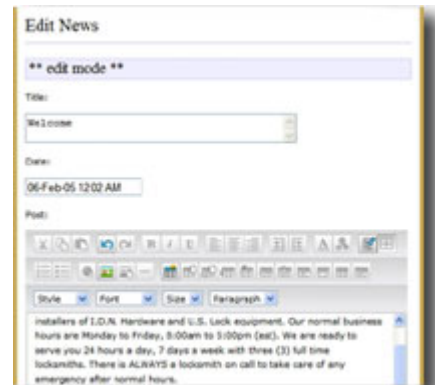 Edit News
** edit mode **
Title:
Welcome
Date:
06-Feb-05 12:02 AM
Post:
B I U
Style Font Size Paragraph
installers of I.D.N. Hardware and U.S. Lock equipment. Our normal business
hours are Monday to Friday, 8:00am to 5:00pm (est). We are ready to
serve you 24 hours a day, 7 days a week with three (3) full time
locksmiths. There is ALWAYS a locksmith on call to take care of any
emergency after normal hours.